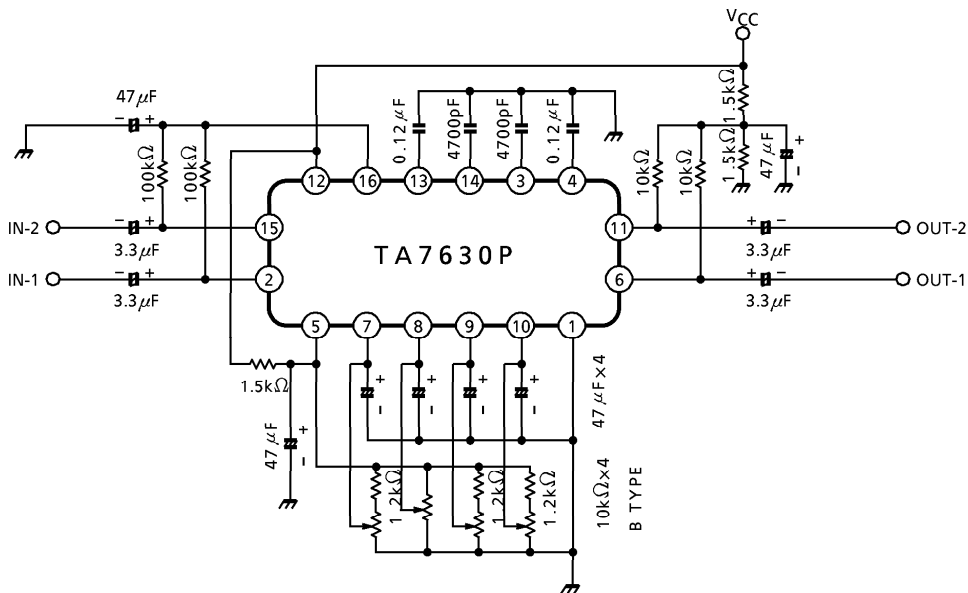 VCC
47μF
− +
100kΩ
100kΩ
0.12μF
4700pF
4700pF
0.12μF
10kΩ
10kΩ
1.5kΩ
1.5kΩ
47μF
+
−
12
16
13
14
3
4
IN-2
− +
3.3μF
15
TA7630P
11
+ −
3.3μF
OUT-2
IN-1
− +
3.3μF
2
6
+ −
3.3μF
OUT-1
5
7
8
9
10
1
1.5kΩ
+
−
+
−
+
−
+
−
47μF×4
47μF
+
−
1.2kΩ
1.2kΩ
1.2kΩ
10kΩ×4
B TYPE